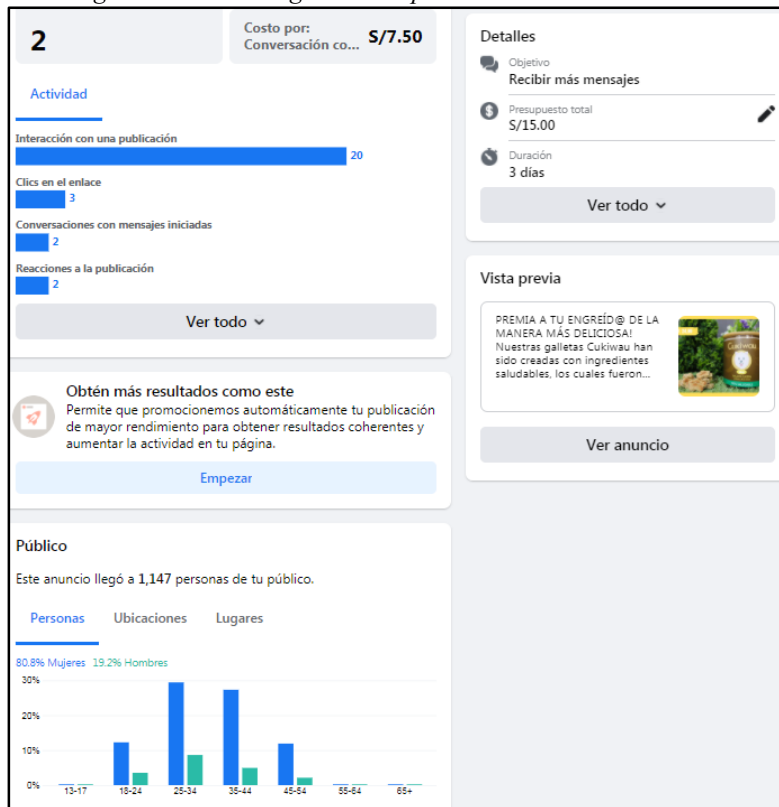 2
Costo por:
Conversación co...
S/7.50
Actividad
Interacción con una publicación
20
Clics en el enlace
3
Conversaciones con mensajes iniciadas
2
Reacciones a la publicación
2
Ver todo
Obtén más resultados como este
Permite que promocionemos automáticamente tu publicación
de mayor rendimiento para obtener resultados coherentes y
aumentar la actividad en tu página.
Empezar
Público
Este anuncio llegó a 1,147 personas de tu público.
Personas Ubicaciones Lugares
80.8% Mujeres 19.2% Hombres
30%
20%
10%
0%
13-17 18-24 25-34 35-44 45-54 55-64 65+
Detalles
Objetivo
Recibir más mensajes
Presupuesto total
S/15.00
Duración
3 días
Ver todo
Vista previa
PREMIA A TU ENGREÍD@ DE LA
MANERA MÁS DELICIOSA!
Nuestras galletas Cukiwau han
sido creadas con ingredientes
saludables, los cuales fueron...
Cukiwau
Ver anuncio